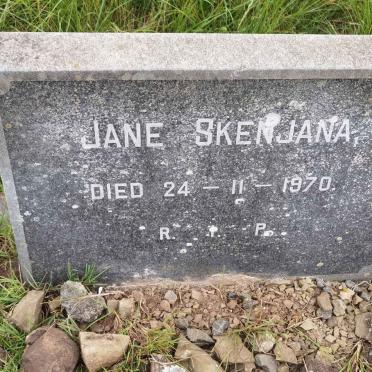 JANE SKENJANA,
DIED 24 - 11 - 1970.
R. I. P.